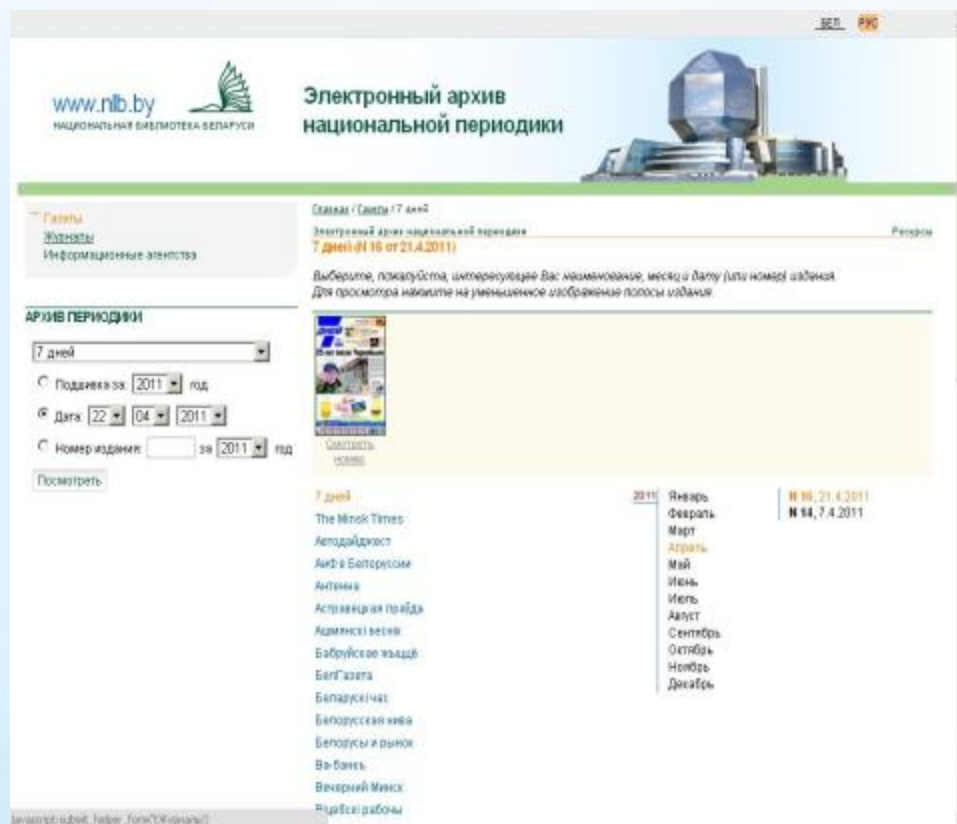 БЕЛ РУС
www.nlb.by
НАЦИОНАЛЬНАЯ БИБЛИОТЕКА БЕЛАРУСИ
Электронный архив
национальной периодики
Газеты
Журналы
Информационные агентства
АРХИВ ПЕРИОДИКИ
7 дней
Подшивка за: 2011 год
Дата: 22 04 2011
Номер издания: за 2011 год
Посмотреть
Главная / Газеты / 7 дней
Электронный архив национальной периодики Ресурсы
7 дней (N 16 от 21.4.2011)
Выберите, пожалуйста, интересующее Вас наименование, месяц и дату (или номер) издания.
Для просмотра нажмите на уменьшенное изображение полосы издания.
Смотреть
номер
7 дней
The Minsk Times
Автодайджест
АиФ в Белоруссии
Антенна
Астравецкая праўда
Ашмянскі веснік
Бабруйскае жыццё
БелГазета
Беларускі час
Белорусская нива
Белорусы и рынок
Ва-банкъ
Вечерний Минск
Віцебскі рабочы
2011
Январь
Февраль
Март
Апрель
Май
Июнь
Июль
Август
Сентябрь
Октябрь
Ноябрь
Декабрь
N 16, 21.4.2011
N 14, 7.4.2011